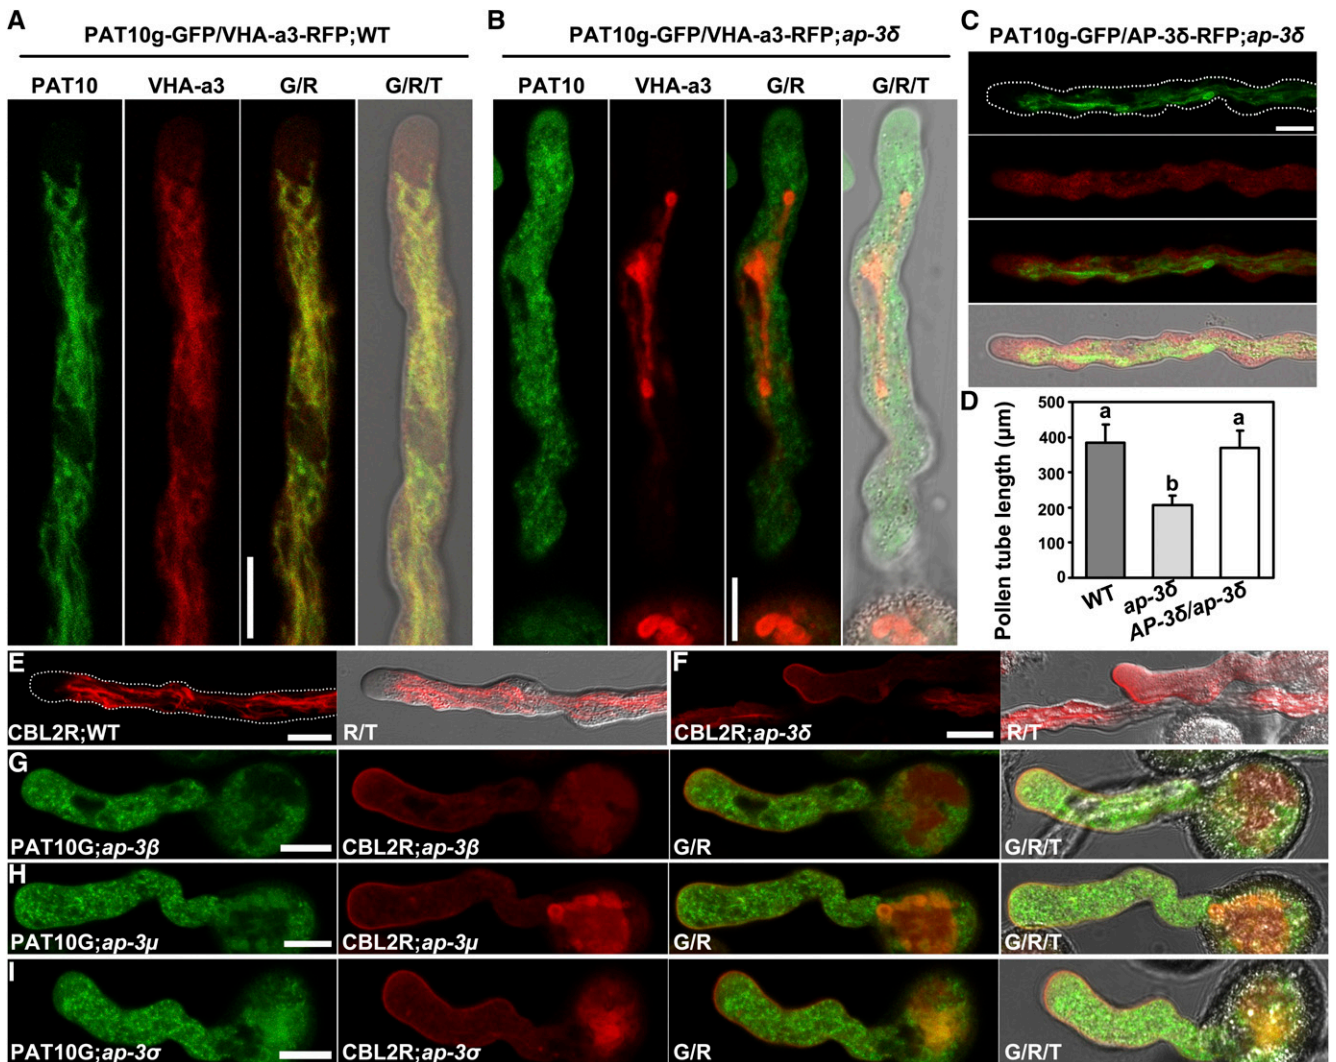 A
PAT10g-GFP/VHA-a3-RFP;WT
PAT10 VHA-a3 G/R G/R/T
B
PAT10g-GFP/VHA-a3-RFP;ap-3δ
PAT10 VHA-a3 G/R G/R/T
C
PAT10g-GFP/AP-3δ-RFP;ap-3δ
D
Pollen tube length (μm)
500
400
300
200
100
0
a
b
a
WT
ap-3δ
AP-3δ/ap-3δ
E
CBL2R;WT R/T
F
CBL2R;ap-3δ R/T
G
PAT10G;ap-3β CBL2R;ap-3β G/R G/R/T
H
PAT10G;ap-3μ CBL2R;ap-3μ G/R G/R/T
I
PAT10G;ap-3σ CBL2R;ap-3σ G/R G/R/T